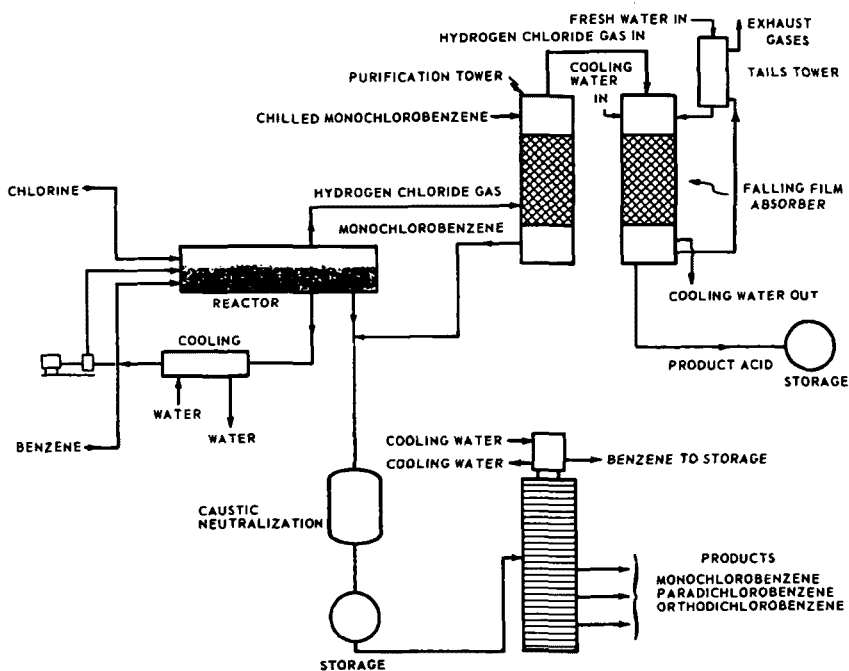 FRESH WATER IN
HYDROGEN CHLORIDE GAS IN
EXHAUST
GASES
COOLING
WATER
IN
TAILS TOWER
PURIFICATION TOWER
CHILLED MONOCHLOROBENZENE
CHLORINE
HYDROGEN CHLORIDE GAS
FALLING FILM
ABSORBER
MONOCHLOROBENZENE
REACTOR
COOLING WATER OUT
COOLING
PRODUCT ACID
STORAGE
WATER
WATER
BENZENE
COOLING WATER
COOLING WATER
BENZENE TO STORAGE
CAUSTIC
NEUTRALIZATION
PRODUCTS
MONOCHLOROBENZENE
PARADICHLOROBENZENE
ORTHODICHLOROBENZENE
STORAGE